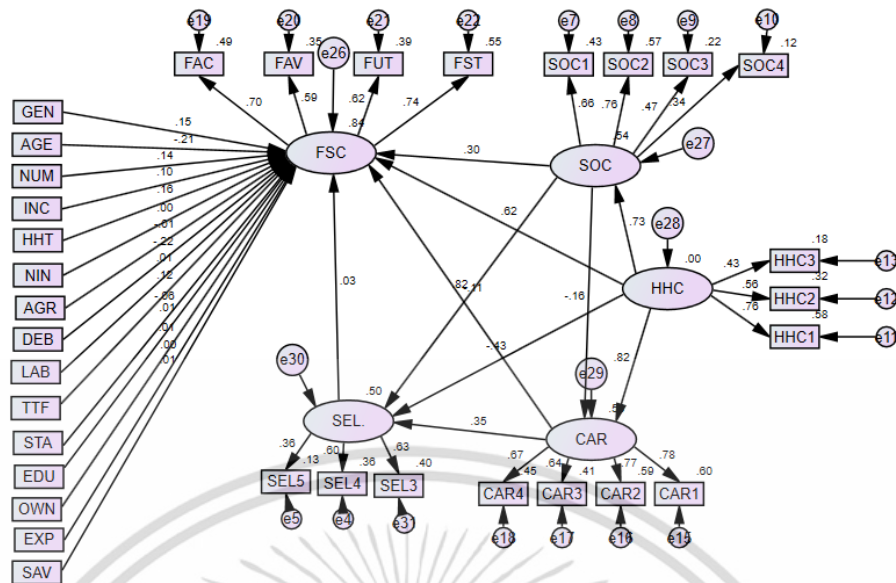 e19 e20 e21 e22 e7 e8 e9 e10
.49 .35 e26 .39 .55 .43 .57 .22 .12
FAC FAV FUT FST SOC1 SOC2 SOC3 SOC4
.70 .59 .62 .74 .66 .76 .47 .34
GEN .15 .84 .54 e27
AGE -.21 FSC .30 SOC
NUM .14
INC .10
HHT .16 .62 .73 e28
NIN .00 .00 .43 .18
AGR -.01 HHC HHC3 e13
DEB -.22 .03 .82 -.11 -.16 .56 .32
LAB .01 HHC2 e12
TTF .12 .76 .58
STA -.06 HHC1 e11
EDU .01
OWN .01
EXP .00
SAV .01
e30 -.43 e29 .82
.50
SEL. .35 CAR
.36 .60 .63 .67 .64 .77 .78
.13 .36 .40 .45 .41 .59 .60
SEL5 SEL4 SEL3 CAR4 CAR3 CAR2 CAR1
e5 e4 e31 e18 e17 e16 e15